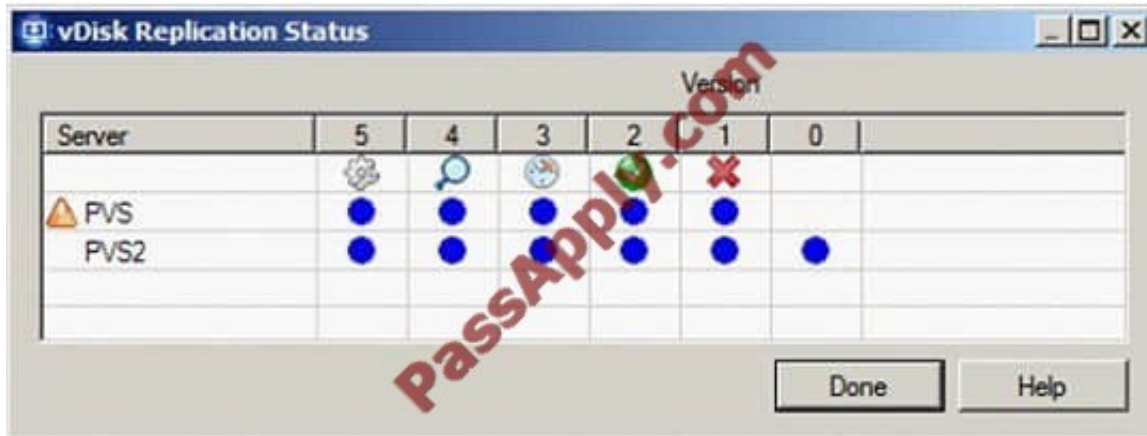 vDisk Replication Status
Version
Server 5 4 3 2 1 0
PVS
PVS2
PassApply.com
Done Help